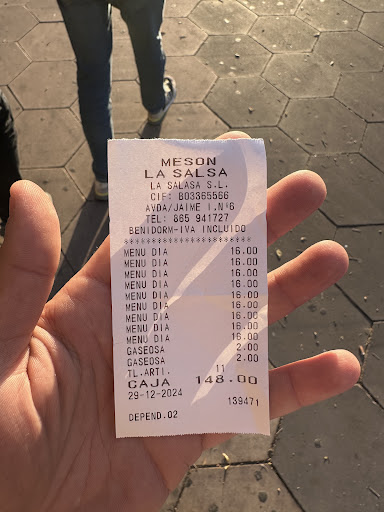 MESON
LA SALSA
LA SALASA S.L.
CIF: B03365566
AVDA/JAIME I.Nº6
TEL: 865 941727
BENIDORM-IVA INCLUIDO
************************
MENU DIA 16.00
MENU DIA 16.00
MENU DIA 16.00
MENU DIA 16.00
MENU DIA 16.00
MENU DIA 16.00
MENU DIA 16.00
MENU DIA 16.00
MENU DIA 16.00
GASEOSA 2.00
GASEOSA 2.00
TL.ARTI. 11
CAJA 148.00
29-12-2024 139471
DEPEND.02